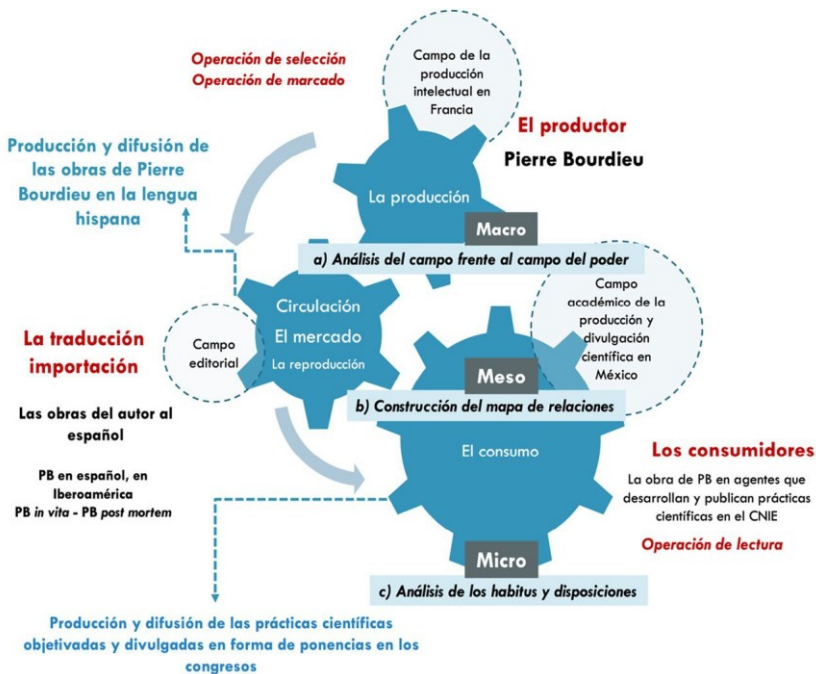 Operación de selección
Operación de marcado
Campo de la
producción
intelectual en
Francia
El productor
Pierre Bourdieu
Producción y difusión de
las obras de Pierre
Bourdieu en la lengua
hispana
La producción
Macro
a) Análisis del campo frente al campo del poder
Circulación
El mercado
La reproducción
Campo
editorial
Campo
académico de la
producción y
divulgación
científica en
México
La traducción
importación
Las obras del autor al
español
PB en español, en
Iberoamérica
PB in vita - PB post mortem
Meso
b) Construcción del mapa de relaciones
El consumo
Los consumidores
La obra de PB en agentes que
desarrollan y publican prácticas
científicas en el CNIE
Operación de lectura
Micro
c) Análisis de los habitus y disposiciones
Producción y difusión de las prácticas científicas
objetivadas y divulgadas en forma de ponencias en los
congresos